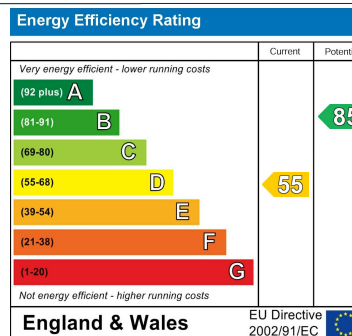 Energy Efficiency Rating
Current Potenti
Very energy efficient - lower running costs
(92 plus) A
(81-91) B
85
(69-80) C
(55-68) D
55
(39-54) E
(21-38) F
(1-20) G
Not energy efficient - higher running costs
England & Wales
EU Directive
2002/91/EC